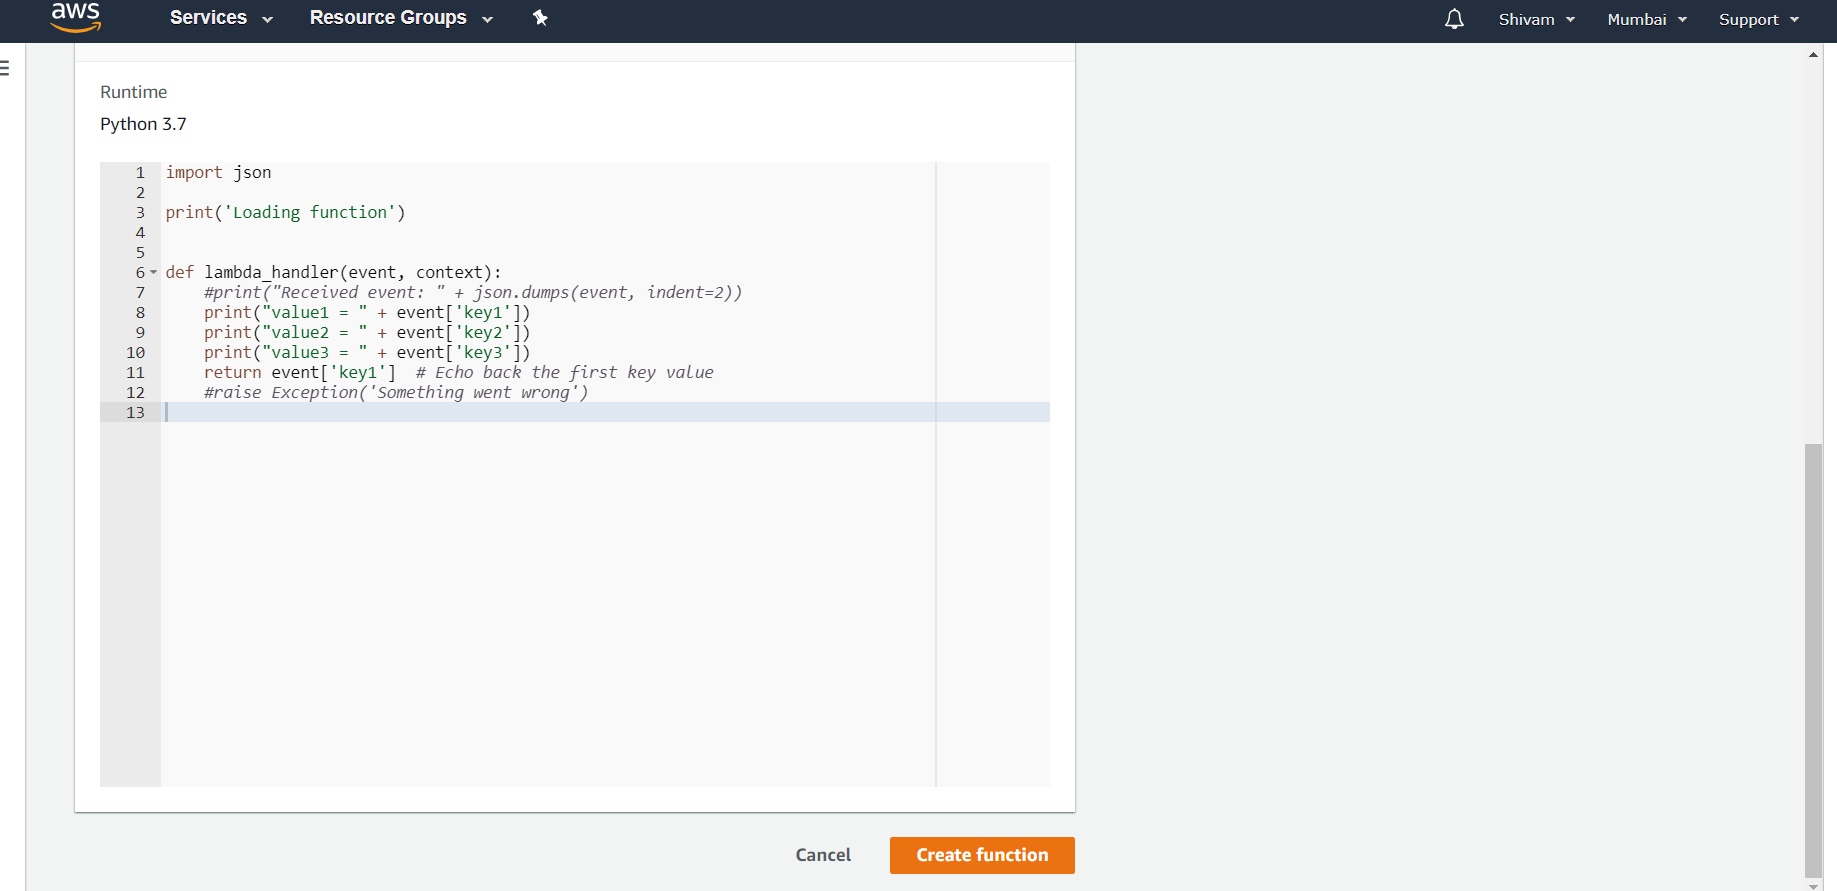 aws Services Resource Groups Shivam Mumbai Support
Runtime
Python 3.7
1 import json
2
3 print('Loading function')
4
5
6 def lambda_handler(event, context):
7     #print("Received event: " + json.dumps(event, indent=2))
8     print("value1 = " + event['key1'])
9     print("value2 = " + event['key2'])
10     print("value3 = " + event['key3'])
11     return event['key1']  # Echo back the first key value
12     #raise Exception('Something went wrong')
13
Cancel Create function